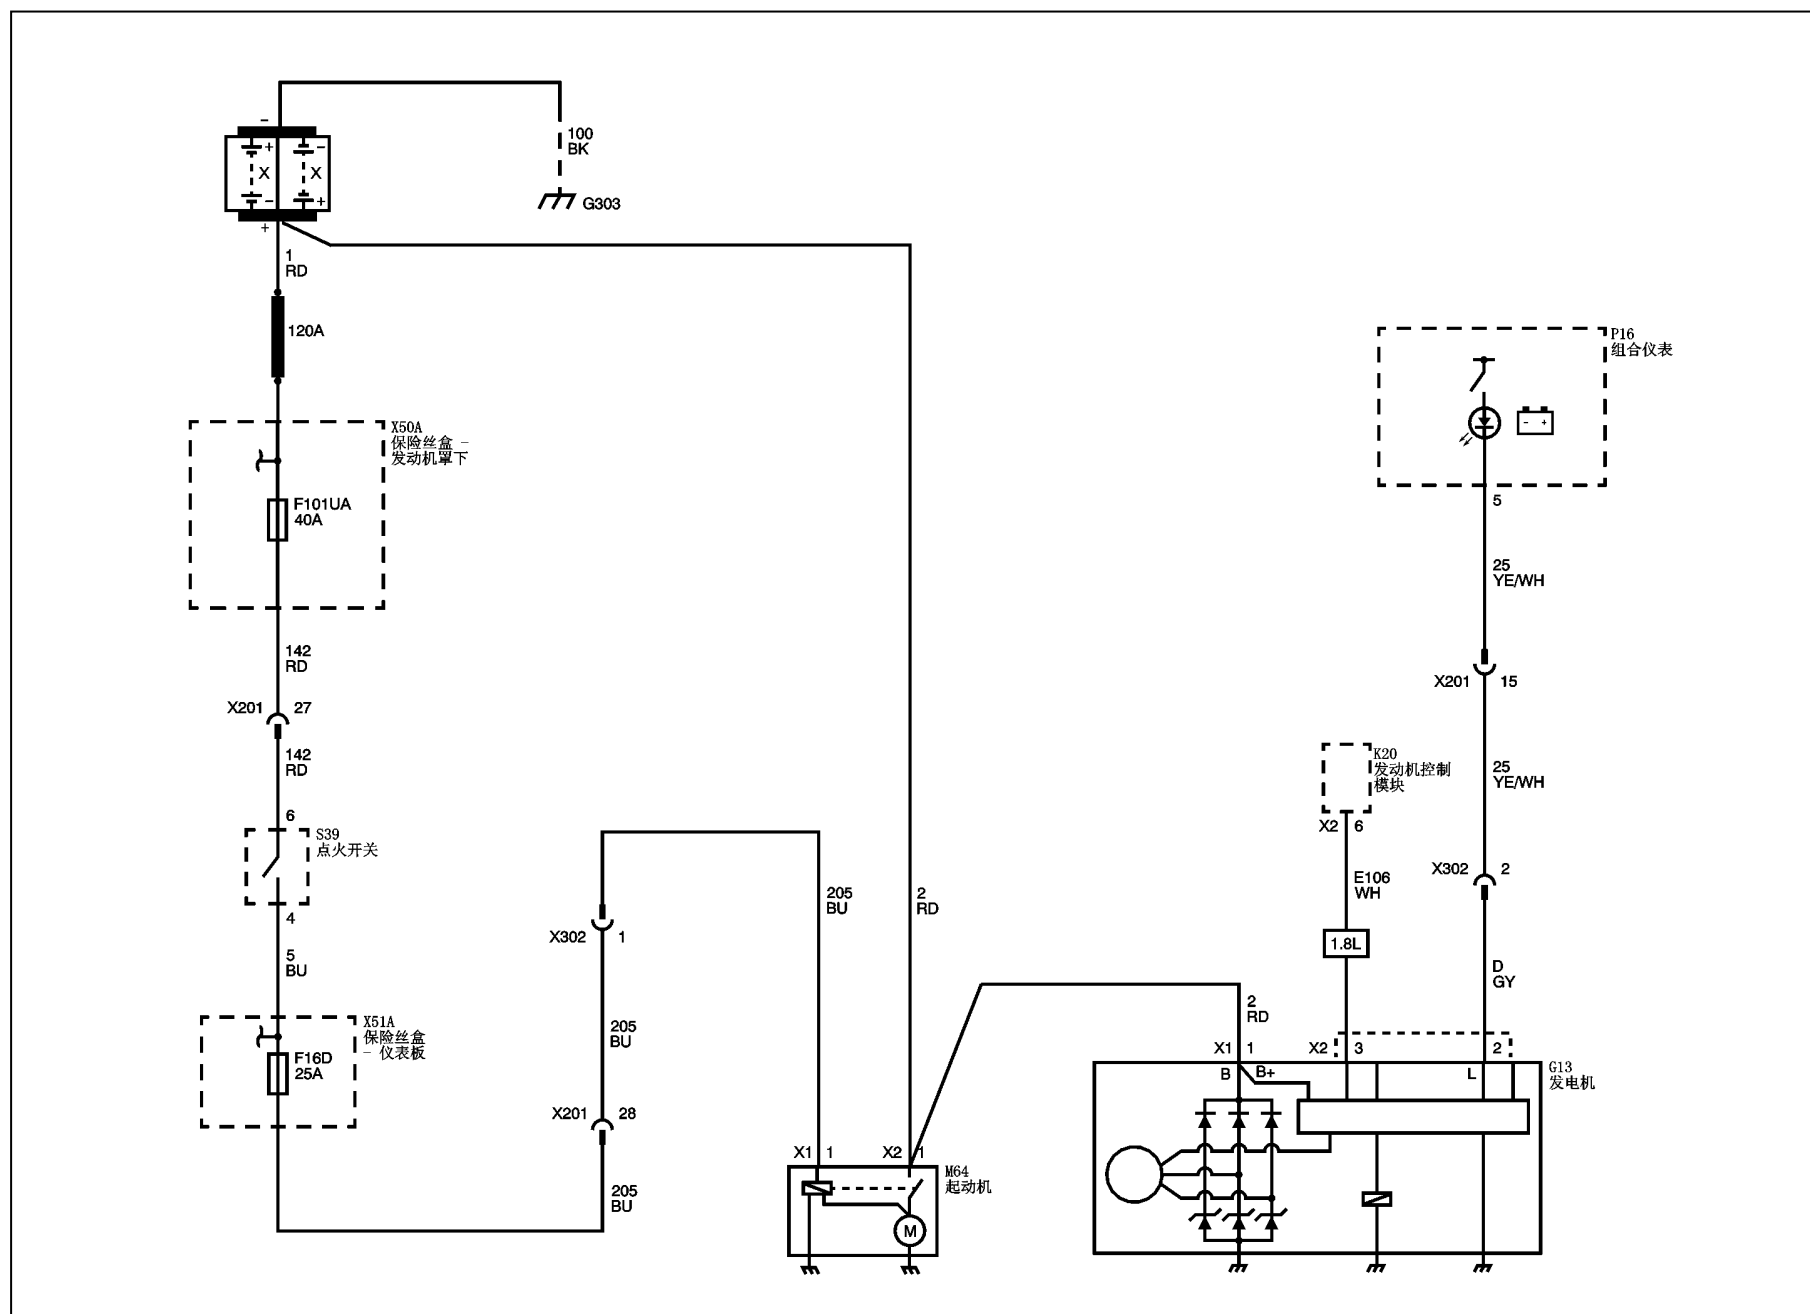 −
100
BK
+
−
X
X
−
+
G303
+
1
RD
120A
P16
组合仪表
− +
X50A
保险丝盒 -
发动机罩下
F101UA
40A
5
25
YE/WH
142
RD
X201
27
X201
15
142
RD
K20
发动机控制
模块
25
YE/WH
6
S39
点火开关
X2
6
X302
2
4
205
BU
2
RD
E106
WH
X302
1
1.8L
5
BU
D
GY
2
RD
X51A
保险丝盒
- 仪表板
F16D
25A
205
BU
X1
1
X2
3
2
B
B+
L
G13
发电机
X201
28
X1
1
X2
1
M64
起动机
205
BU
M